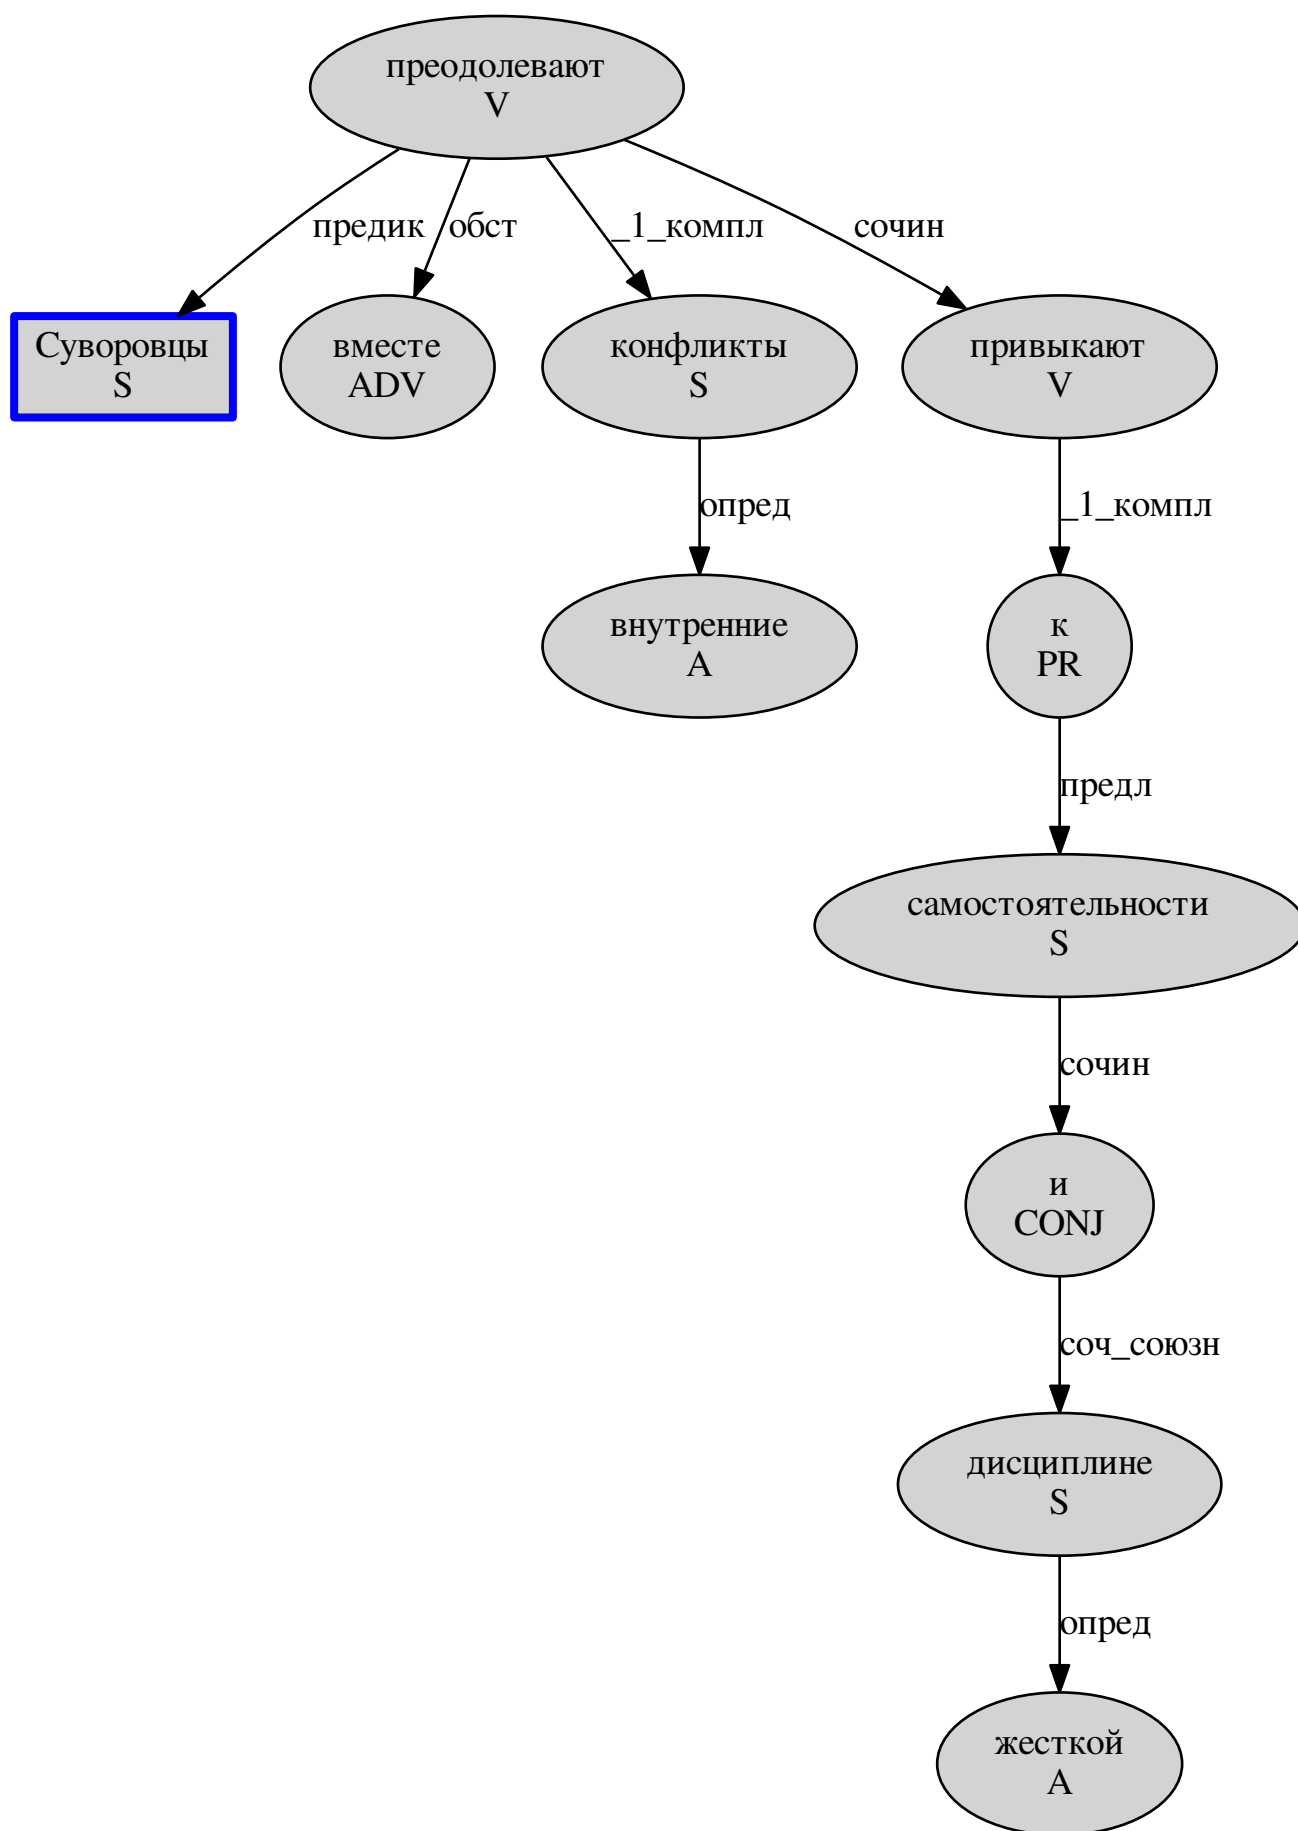 преодолевают
V
предик
обст
_1_компл
сочин
Суворовцы
S
вместе
ADV
конфликты
S
привыкают
V
опред
_1_компл
внутренние
A
к
PR
предл
самостоятельности
S
сочин
и
CONJ
соч_союзн
дисциплине
S
опред
жесткой
A